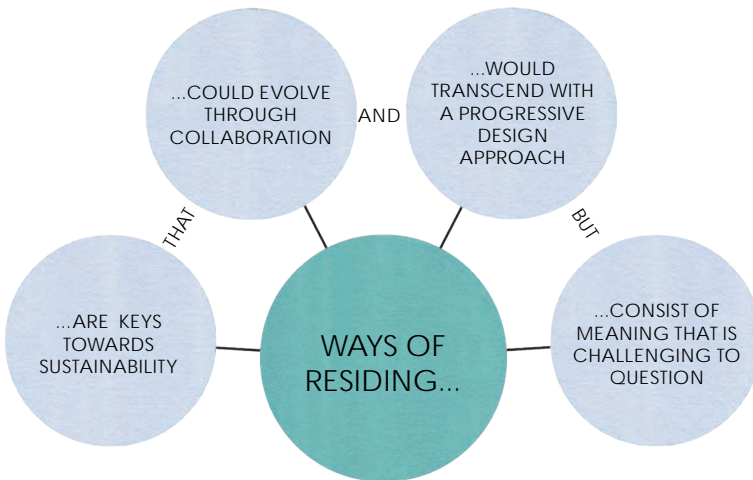 ...COULD EVOLVE
THROUGH
COLLABORATION
AND
...WOULD
TRANSCEND WITH
A PROGRESSIVE
DESIGN
APPROACH
THAT
BUT
...ARE KEYS
TOWARDS
SUSTAINABILITY
WAYS OF
RESIDING...
...CONSIST OF
MEANING THAT IS
CHALLENGING TO
QUESTION